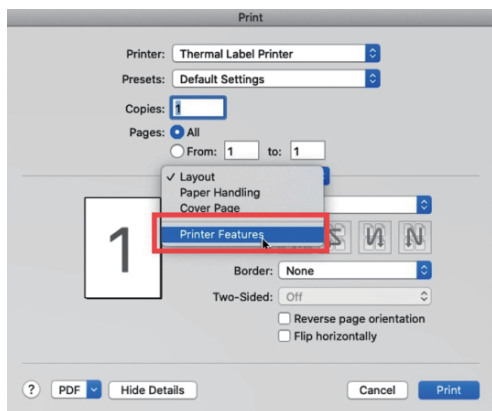 Print
Printer: Thermal Label Printer
Presets: Default Settings
Copies: 1
Pages: All
From: 1 to: 1
Layout
Paper Handling
Cover Page
Printer Features
1
Border: None
Two-Sided: Off
Reverse page orientation
Flip horizontally
? PDF Hide Details Cancel Print